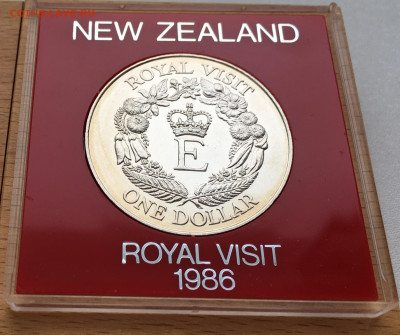 NEW ZEALAND
ROYAL VISIT
E
ONE DOLLAR
ROYAL VISIT
1986